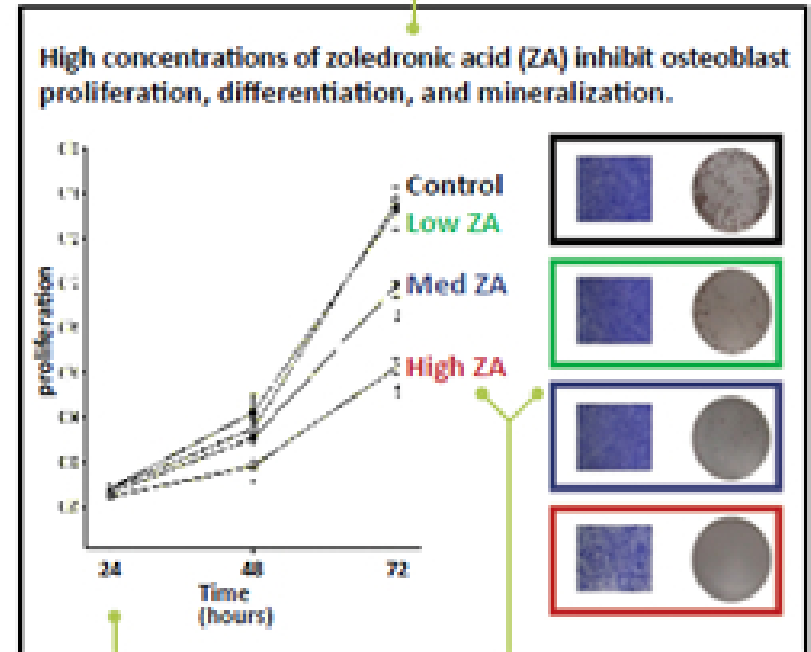 High concentrations of zoledronic acid (ZA) inhibit osteoblast
proliferation, differentiation, and mineralization.
proliferation
Control
Low ZA
Med ZA
High ZA
24 48 72
Time
(hours)